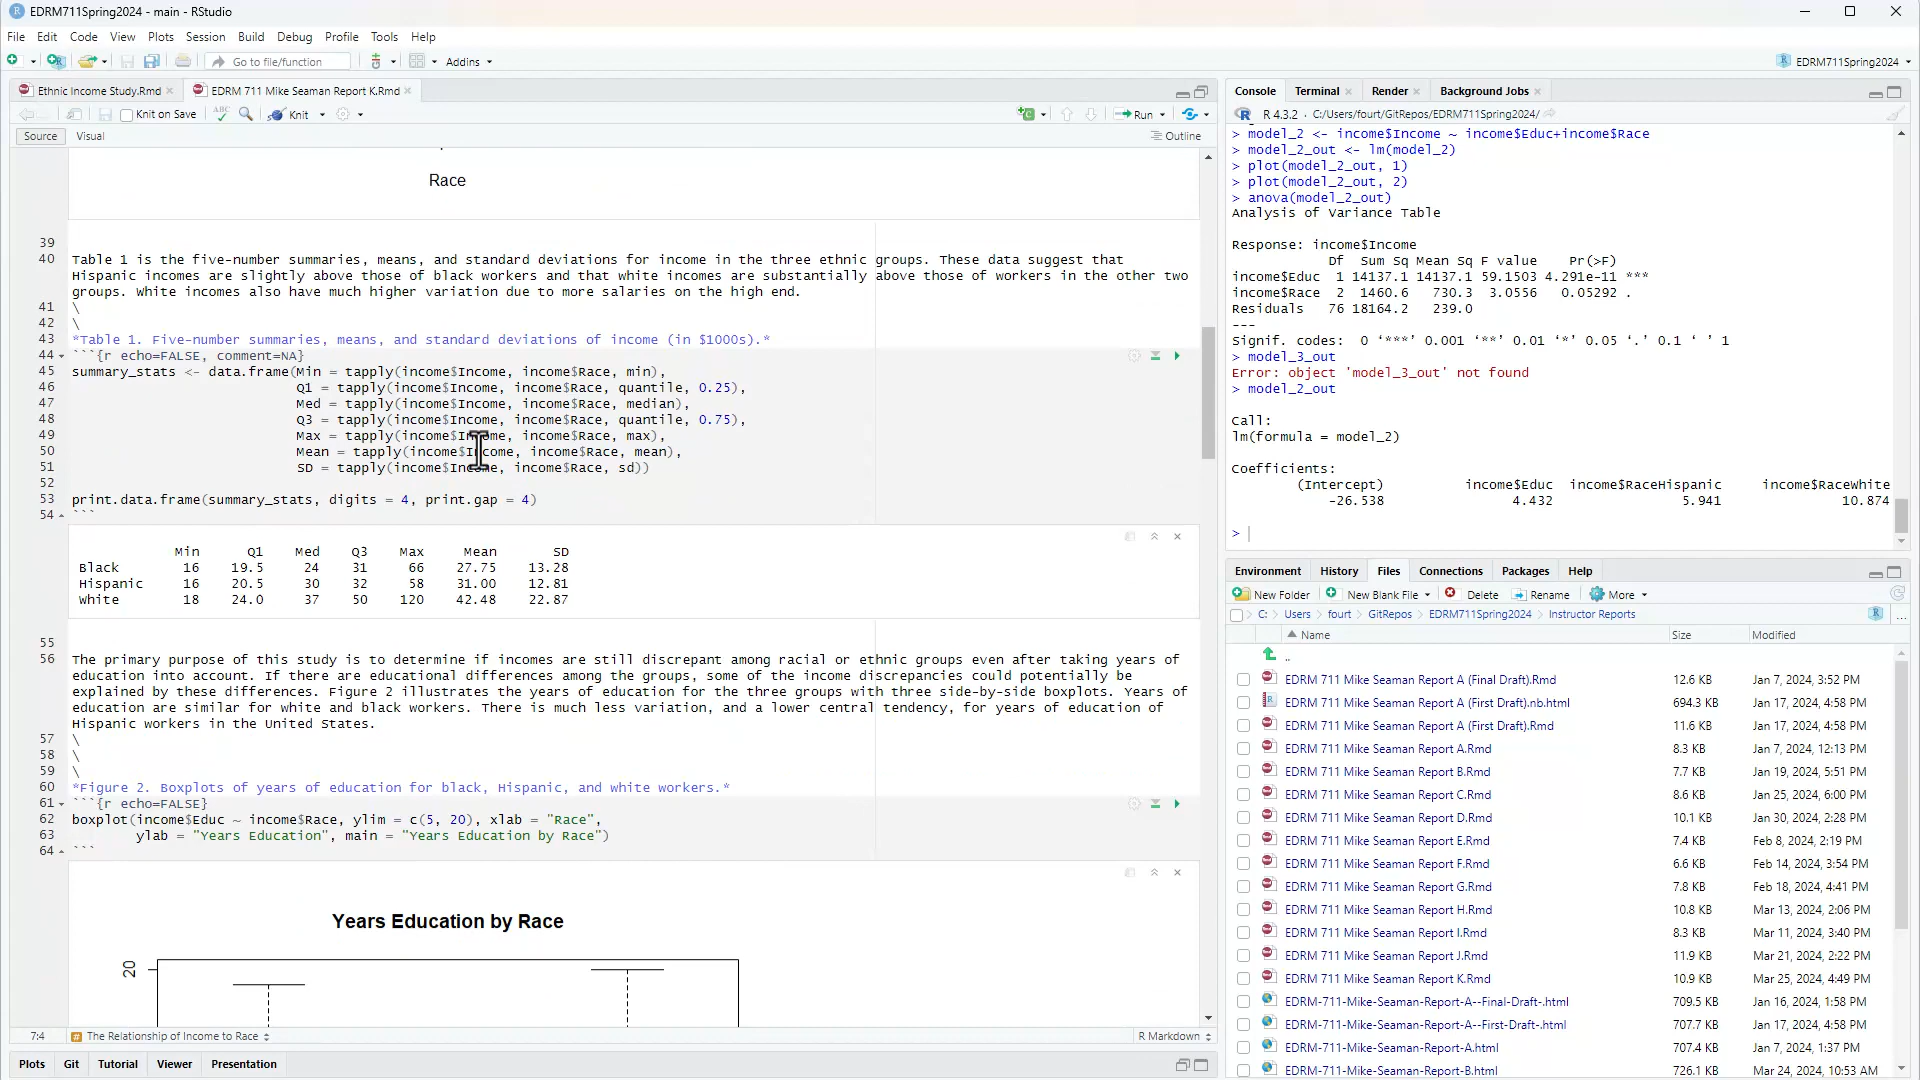 EDRM711Spring2024 - main - RStudio
File Edit Code View Plots Session Build Debug Profile Tools Help
Go to file/function Addins EDRM711Spring2024
Ethnic Income Study.Rmd EDRM 711 Mike Seaman Report K.Rmd
Knit on Save ABC Knit Run
Source Visual Outline
Race
39
40 Table 1 is the five-number summaries, means, and standard deviations for income in the three ethnic groups. These data suggest that
Hispanic incomes are slightly above those of black workers and that white incomes are substantially above those of workers in the other two
groups. White incomes also have much higher variation due to more salaries on the high end.
41 \
42 \
43 *Table 1. Five-number summaries, means, and standard deviations of income (in $1000s).*
44 ```{r echo=FALSE, comment=NA}
45 summary_stats <- data.frame(Min = tapply(income$Income, income$Race, min),
46 Q1 = tapply(income$Income, income$Race, quantile, 0.25),
47 Med = tapply(income$Income, income$Race, median),
48 Q3 = tapply(income$Income, income$Race, quantile, 0.75),
49 Max = tapply(income$Income, income$Race, max),
50 Mean = tapply(income$Income, income$Race, mean),
51 SD = tapply(income$Income, income$Race, sd))
52
53 print.data.frame(summary_stats, digits = 4, print.gap = 4)
54 ```
Min Q1 Med Q3 Max Mean SD
Black 16 19.5 24 31 66 27.75 13.28
Hispanic 16 20.5 30 32 58 31.00 12.81
White 18 24.0 37 50 120 42.48 22.87
55
56 The primary purpose of this study is to determine if incomes are still discrepant among racial or ethnic groups even after taking years of
education into account. If there are educational differences among the groups, some of the income discrepancies could potentially be
explained by these differences. Figure 2 illustrates the years of education for the three groups with three side-by-side boxplots. Years of
education are similar for white and black workers. There is much less variation, and a lower central tendency, for years of education of
Hispanic workers in the United States.
57 \
58 \
59 \
60 *Figure 2. Boxplots of years of education for black, Hispanic, and white workers.*
61 ```{r echo=FALSE}
62 boxplot(income$Educ ~ income$Race, ylim = c(5, 20), xlab = "Race",
63 ylab = "Years Education", main = "Years Education by Race")
64 ```
Years Education by Race
20
7:4 The Relationship of Income to Race R Markdown
Plots Git Tutorial Viewer Presentation
Console Terminal Render Background Jobs
R 4.3.2 · C:/Users/fourt/GitRepos/EDRM711Spring2024/
> model_2 <- income$Income ~ income$Educ+income$Race
> model_2_out <- lm(model_2)
> plot(model_2_out, 1)
> plot(model_2_out, 2)
> anova(model_2_out)
Analysis of Variance Table
Response: income$Income
Df Sum Sq Mean Sq F value Pr(>F)
income$Educ 1 14137.1 14137.1 59.1503 4.291e-11 ***
income$Race 2 1460.6 730.3 3.0556 0.05292 .
Residuals 76 18164.2 239.0
---
Signif. codes: 0 ‘***’ 0.001 ‘**’ 0.01 ‘*’ 0.05 ‘.’ 0.1 ‘ ’ 1
> model_3_out
Error: object 'model_3_out' not found
> model_2_out
Call:
lm(formula = model_2)
Coefficients:
(Intercept) income$Educ income$RaceHispanic income$RaceWhite
-26.538 4.432 5.941 10.874
>
Environment History Files Connections Packages Help
New Folder New Blank File Delete Rename More
C: Users fourt GitRepos EDRM711Spring2024 Instructor Reports ...
Name Size Modified
..
EDRM 711 Mike Seaman Report A (Final Draft).Rmd 12.6 KB Jan 7, 2024, 3:52 PM
EDRM 711 Mike Seaman Report A (First Draft).nb.html 694.3 KB Jan 17, 2024, 4:58 PM
EDRM 711 Mike Seaman Report A (First Draft).Rmd 11.6 KB Jan 17, 2024, 4:58 PM
EDRM 711 Mike Seaman Report A.Rmd 8.3 KB Jan 7, 2024, 12:13 PM
EDRM 711 Mike Seaman Report B.Rmd 7.7 KB Jan 19, 2024, 5:51 PM
EDRM 711 Mike Seaman Report C.Rmd 8.6 KB Jan 25, 2024, 6:00 PM
EDRM 711 Mike Seaman Report D.Rmd 10.1 KB Jan 30, 2024, 2:28 PM
EDRM 711 Mike Seaman Report E.Rmd 7.4 KB Feb 8, 2024, 2:19 PM
EDRM 711 Mike Seaman Report F.Rmd 6.6 KB Feb 14, 2024, 3:54 PM
EDRM 711 Mike Seaman Report G.Rmd 7.8 KB Feb 18, 2024, 4:41 PM
EDRM 711 Mike Seaman Report H.Rmd 10.8 KB Mar 13, 2024, 2:06 PM
EDRM 711 Mike Seaman Report I.Rmd 8.3 KB Mar 11, 2024, 3:40 PM
EDRM 711 Mike Seaman Report J.Rmd 11.9 KB Mar 21, 2024, 2:22 PM
EDRM 711 Mike Seaman Report K.Rmd 10.9 KB Mar 25, 2024, 4:49 PM
EDRM-711-Mike-Seaman-Report-A--Final-Draft-.html 709.5 KB Jan 16, 2024, 1:58 PM
EDRM-711-Mike-Seaman-Report-A--First-Draft-.html 707.7 KB Jan 17, 2024, 4:58 PM
EDRM-711-Mike-Seaman-Report-A.html 707.4 KB Jan 7, 2024, 1:37 PM
EDRM-711-Mike-Seaman-Report-B.html 726.1 KB Mar 24, 2024, 10:53 AM